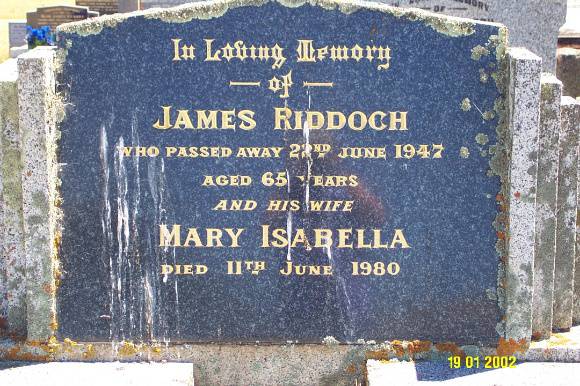 In Loving Memory
— of —
JAMES RIDDOCH
WHO PASSED AWAY 22ND JUNE 1947
AGED 65 YEARS
AND HIS WIFE
MARY ISABELLA
DIED 11TH JUNE 1980
19 01 2002